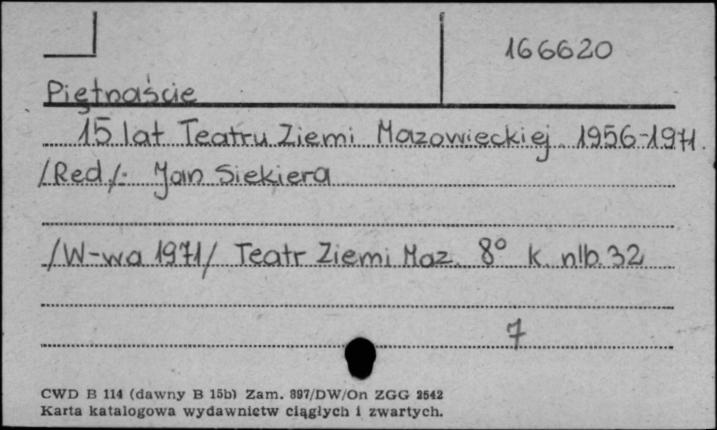 166620
Piętnaście
15 lat Teatru Ziemi Mazowieckiej 1956-1971.
/Red./: Jan Siekiera
/W-wa 1971/ Teatr Ziemi Maz. 8° k. nlb. 32
7
CWD B 114 (dawny B 15b) Zam. 897/DW/On ZGG 2542
Karta katalogowa wydawnictw ciągłych i zwartych.